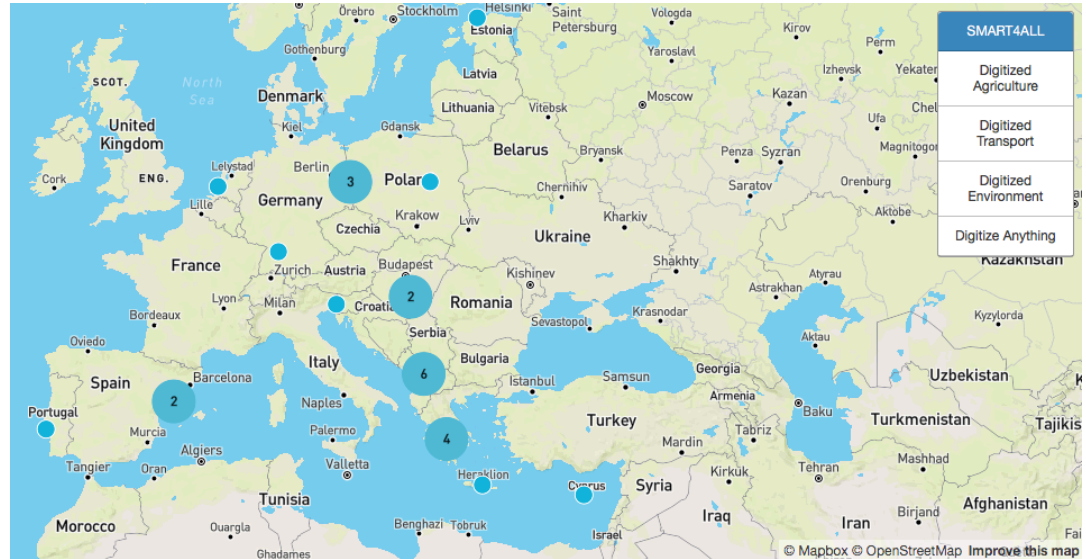 Örebro
Stockholm
Helsinki
Saint
Petersburg
Vologda
Kirov
Perm
SMART4ALL
Estonia
Gothenburg
Yaroslavl
Izhevsk
Yekater
Digitized
Agriculture
SCOT.
North
Sea
Denmark
Latvia
Moscow
Kazan
Chel
Lithuania
Vitebsk
Ufa
United
Kingdom
Kiel
Gdansk
Digitized
Transport
Belarus
Bryansk
Penza
Syzran
Magnitogor
Lelystad
Berlin
Cork
ENG.
3
Polan
Chernihiv
Saratov
Orenburg
Digitized
Environment
Germany
Lille
Krakow
Lviv
Kharkiv
Aktobe
Czechia
Ukraine
Digitize Anything
France
Zurich
Austria
Budapest
Kishinev
Shakhty
Atyrau
Kazakhstan
Lyon
Milan
Croatia
2
Romania
Astrakhan
Bordeaux
Sevastopol
Krasnodar
Kyzylorda
Serbia
Aktau
Oviedo
Italy
Bulgaria
6
Georgia
Uzbekistan
Spain
Barcelona
Istanbul
Samsun
Armenia
2
Naples
Baku
Turkmenistan
Portugal
Turkey
Tajikis
Murcia
Palermo
4
Mardin
Tabriz
Algiers
Tangier
Oran
Valletta
Heraklion
Cyprus
Kirkuk
Tehran
Mashhad
Syria
Tunisia
Afghanistan
Morocco
Ouargla
Benghazi
Tobruk
Israel
Iraq
Iran
Birjand
Ghadames
© Mapbox © OpenStreetMap Improve this map